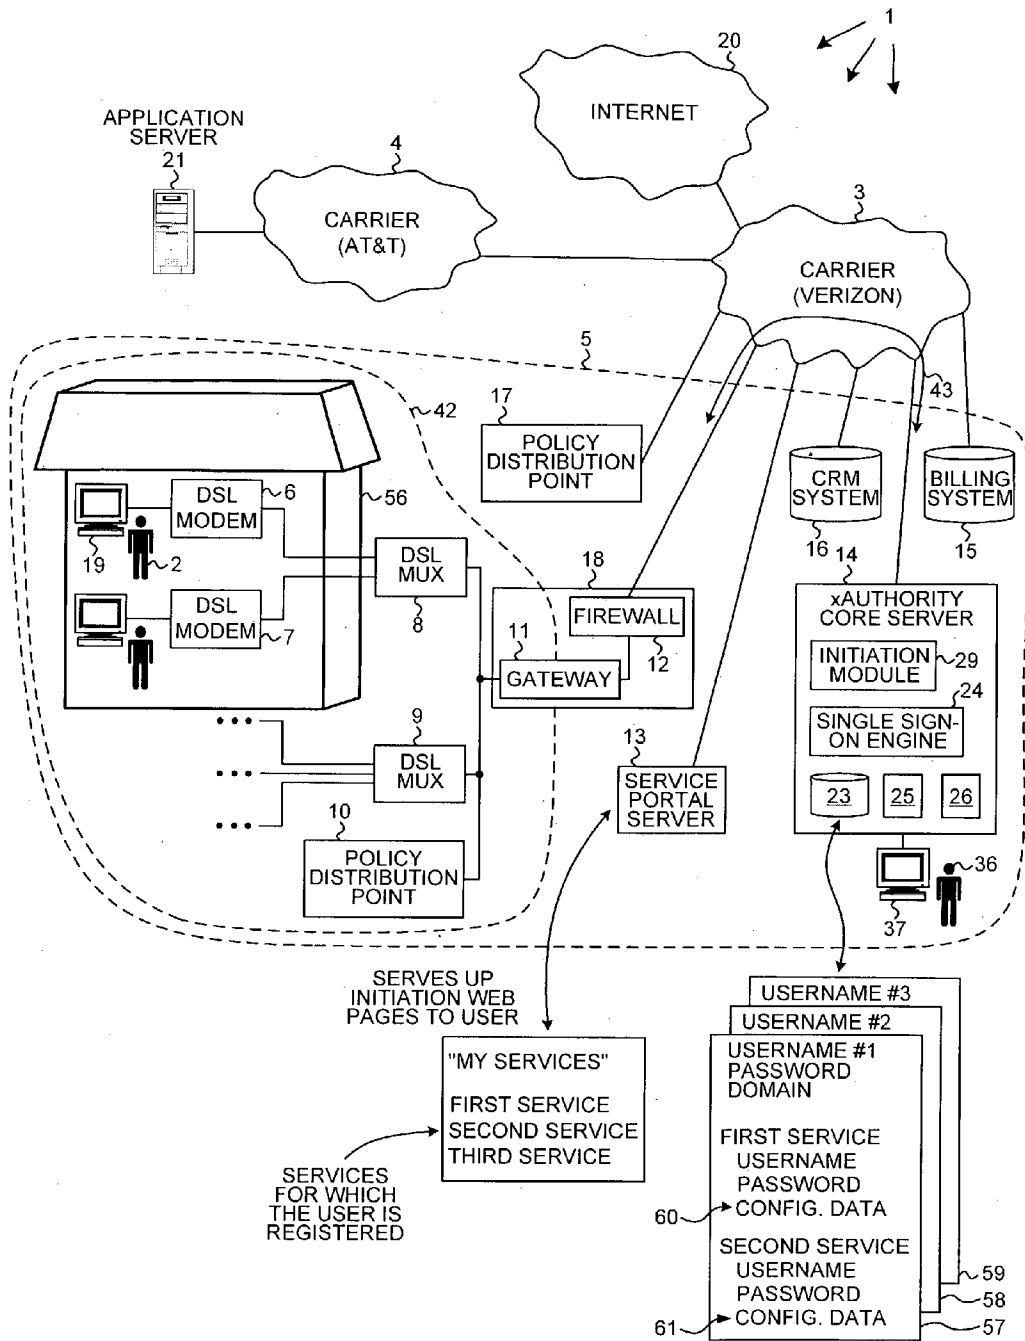 1
20
INTERNET
APPLICATION
SERVER
21
4
CARRIER
(AT&T)
3
CARRIER
(VERIZON)
5
42
43
17
POLICY
DISTRIBUTION
POINT
CRM
SYSTEM
16
BILLING
SYSTEM
15
6
DSL
MODEM
56
19
2
DSL
MODEM
7
DSL
MUX
8
18
FIREWALL
12
11
GATEWAY
14
xAUTHORITY
CORE SERVER
INITIATION
MODULE
29
24
SINGLE SIGN-
ON ENGINE
23
25
26
9
DSL
MUX
13
SERVICE
PORTAL
SERVER
10
POLICY
DISTRIBUTION
POINT
36
37
SERVES UP
INITIATION WEB
PAGES TO USER
"MY SERVICES"
FIRST SERVICE
SECOND SERVICE
THIRD SERVICE
SERVICES
FOR WHICH
THE USER IS
REGISTERED
USERNAME #3
USERNAME #2
USERNAME #1
PASSWORD
DOMAIN
FIRST SERVICE
USERNAME
PASSWORD
60
CONFIG. DATA
SECOND SERVICE
USERNAME
PASSWORD
61
CONFIG. DATA
59
58
57